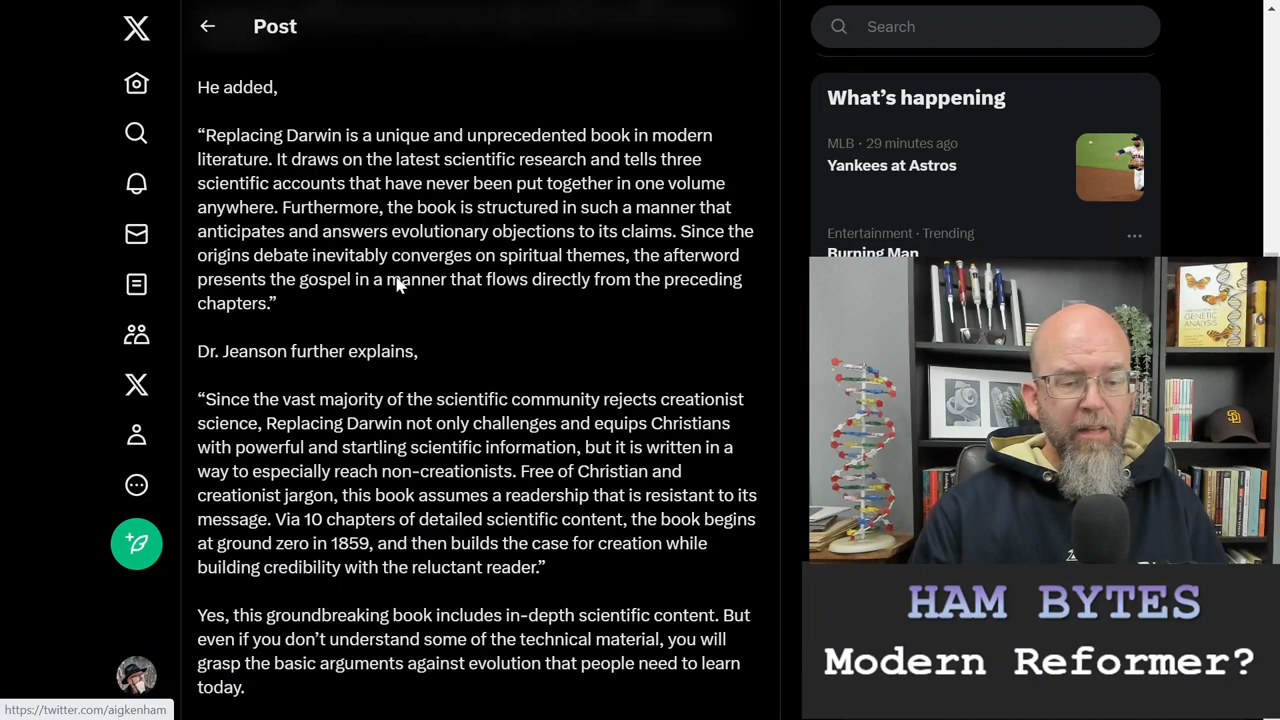 Post
He added,
“Replacing Darwin is a unique and unprecedented book in modern
literature. It draws on the latest scientific research and tells three
scientific accounts that have never been put together in one volume
anywhere. Furthermore, the book is structured in such a manner that
anticipates and answers evolutionary objections to its claims. Since the
origins debate inevitably converges on spiritual themes, the afterword
presents the gospel in a manner that flows directly from the preceding
chapters.”
Dr. Jeanson further explains,
“Since the vast majority of the scientific community rejects creationist
science, Replacing Darwin not only challenges and equips Christians
with powerful and startling scientific information, but it is written in a
way to especially reach non-creationists. Free of Christian and
creationist jargon, this book assumes a readership that is resistant to its
message. Via 10 chapters of detailed scientific content, the book begins
at ground zero in 1859, and then builds the case for creation while
building credibility with the reluctant reader.”
Yes, this groundbreaking book includes in-depth scientific content. But
even if you don’t understand some of the technical material, you will
grasp the basic arguments against evolution that people need to learn
today.
https://twitter.com/aigkenham
Search
What’s happening
MLB · 29 minutes ago
Yankees at Astros
Entertainment · Trending
Burning Man
GENETIC
ANALYSIS
SD
HAM BYTES
Modern Reformer?